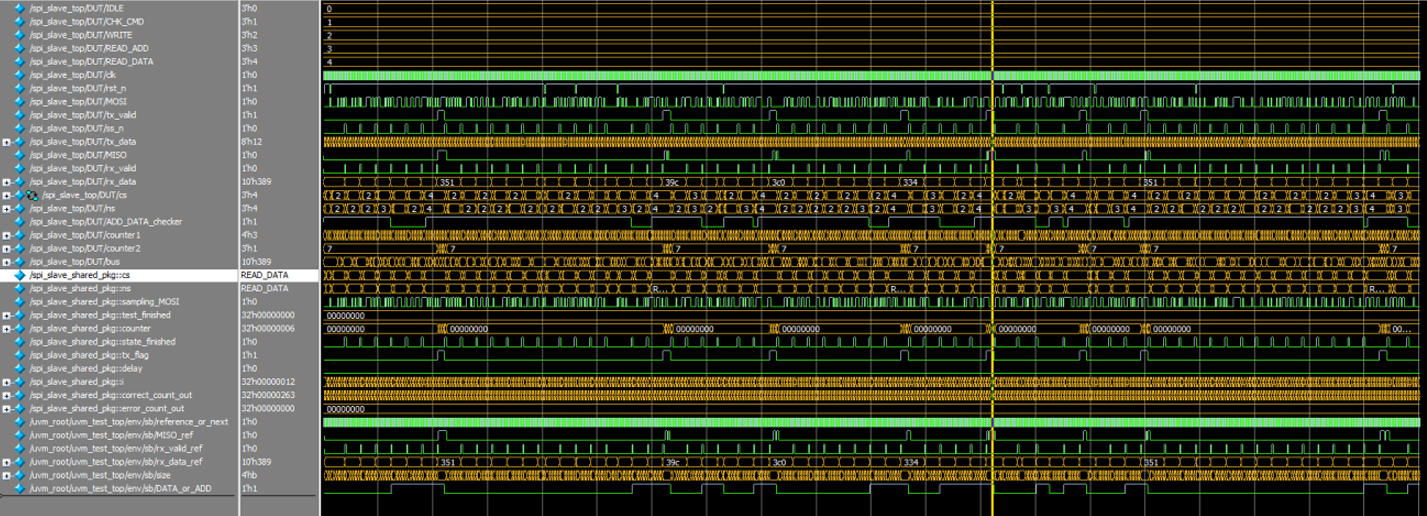 /spi_slave_top/DUT/IDLE 3'h0 0
/spi_slave_top/DUT/CHK_CMD 3'h1 1
/spi_slave_top/DUT/WRITE 3'h2 2
/spi_slave_top/DUT/READ_ADD 3'h3 3
/spi_slave_top/DUT/READ_DATA 3'h4 4
/spi_slave_top/DUT/clk 1'h0
/spi_slave_top/DUT/rst_n 1'h1
/spi_slave_top/DUT/MOSI 1'h0
/spi_slave_top/DUT/tx_valid 1'h1
/spi_slave_top/DUT/ss_n 1'h0
/spi_slave_top/DUT/tx_data 8'h12
/spi_slave_top/DUT/MISO 1'h0
/spi_slave_top/DUT/rx_valid 1'h0
/spi_slave_top/DUT/rx_data 10'h389 351 39c 3c0 334 351
/spi_slave_top/DUT/cs 3'h4
/spi_slave_top/DUT/ns 3'h4
/spi_slave_top/DUT/ADD_DATA_checker 1'h1
/spi_slave_top/DUT/counter1 4'h3
/spi_slave_top/DUT/counter2 3'h1 7 7 7 7 7 7 7 7 7
/spi_slave_top/DUT/bus 10'h389
/spi_slave_shared_pkg::cs READ_DATA
/spi_slave_shared_pkg::ns READ_DATA R... R... R...
/spi_slave_shared_pkg::sampling_MOSI 1'h0
/spi_slave_shared_pkg::test_finished 32'h00000000 00000000
/spi_slave_shared_pkg::counter 32'h00000006 00000000 00000000 00000000 00000000 00000000 00000000 00000000 00000000 00...
/spi_slave_shared_pkg::state_finished 1'h0
/spi_slave_shared_pkg::tx_flag 1'h1
/spi_slave_shared_pkg::delay 1'h0
/spi_slave_shared_pkg::i 32'h00000012
/spi_slave_shared_pkg::correct_count_out 32'h00000263
/spi_slave_shared_pkg::error_count_out 32'h00000000 00000000
/uvm_root/uvm_test_top/env/sb/reference_or_next 1'h0
/uvm_root/uvm_test_top/env/sb/MISO_ref 1'h0
/uvm_root/uvm_test_top/env/sb/rx_valid_ref 1'h0
/uvm_root/uvm_test_top/env/sb/rx_data_ref 10'h389 351 39c 3c0 334 351
/uvm_root/uvm_test_top/env/sb/size 4'hb
/uvm_root/uvm_test_top/env/sb/DATA_or_ADD 1'h1